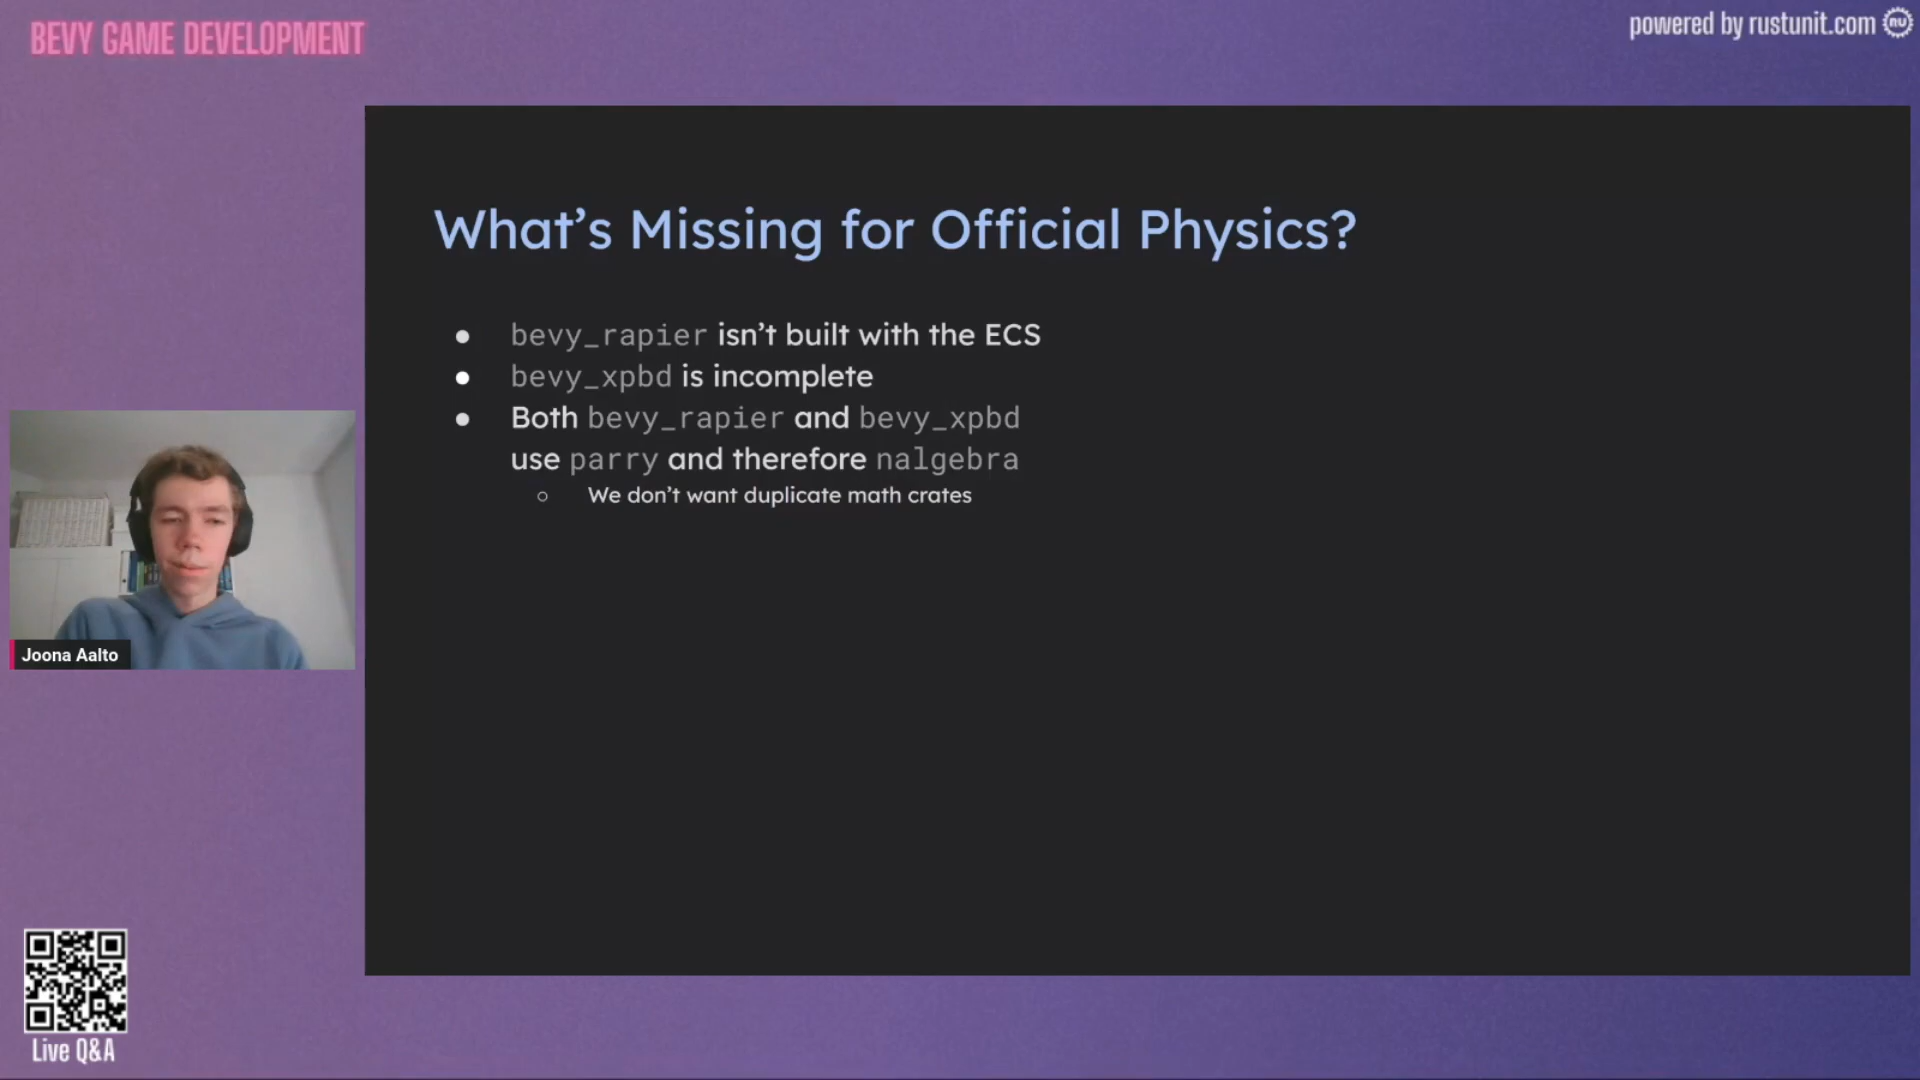 BEVY GAME DEVELOPMENT
powered by rustunit.com
RU
What's Missing for Official Physics?
bevy_rapier isn't built with the ECS
bevy_xpbd is incomplete
Both bevy_rapier and bevy_xpbd
use parry and therefore nalgebra
We don't want duplicate math crates
Joona Aalto
Live Q&A